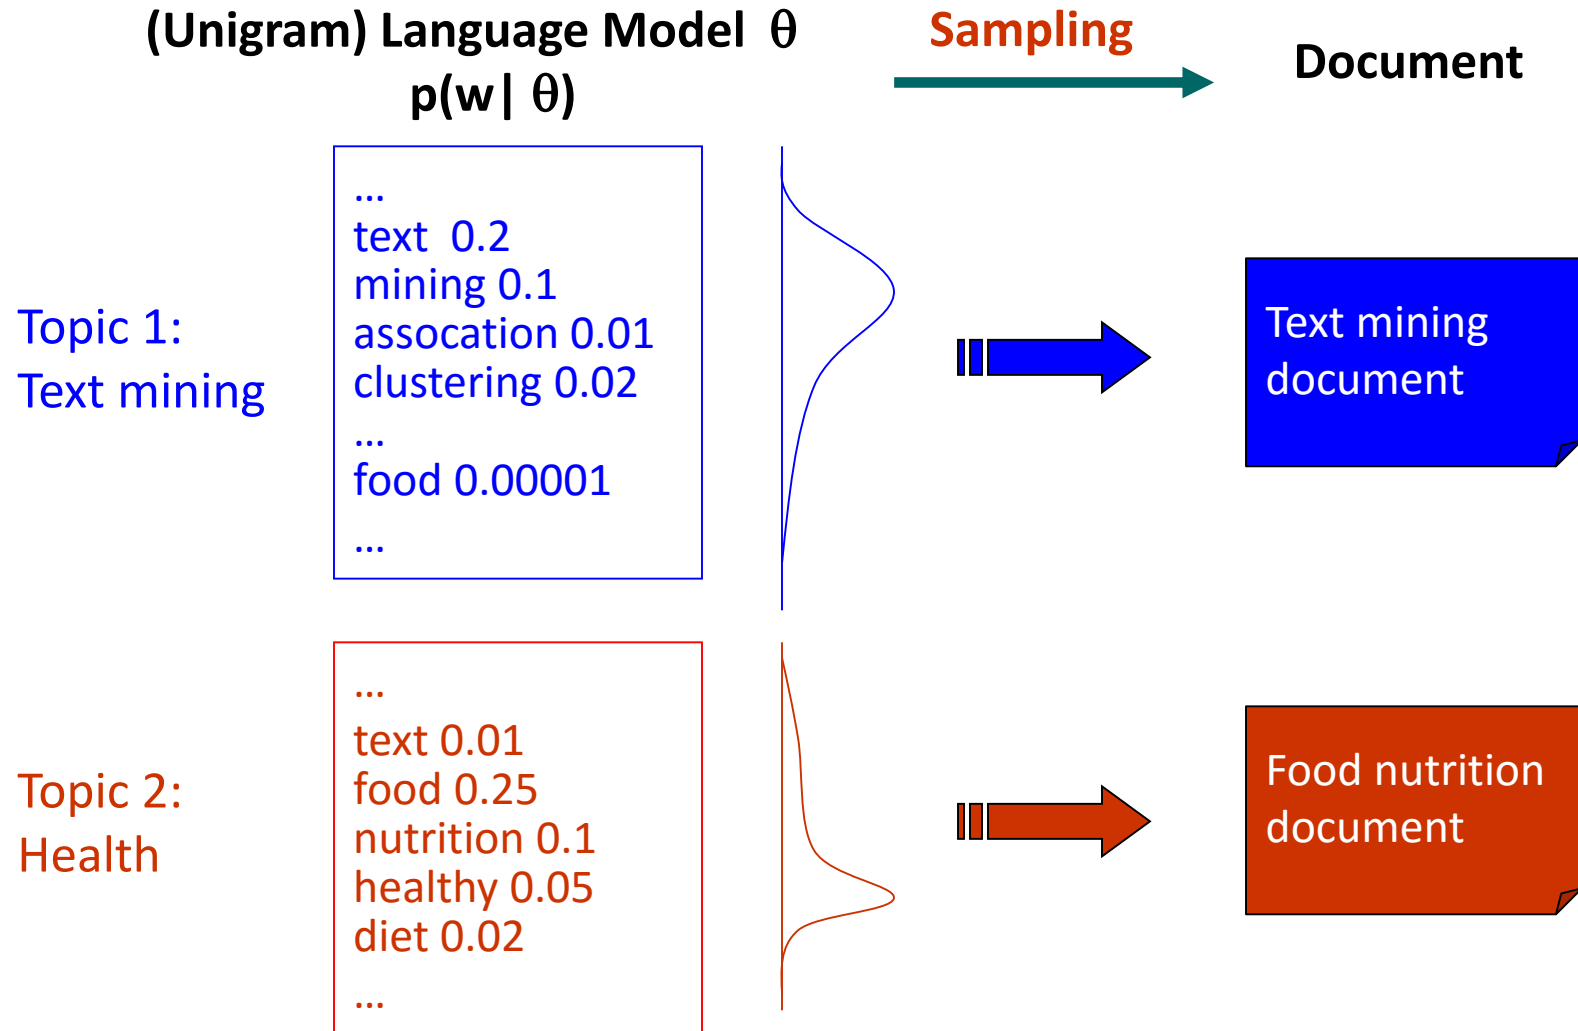 (Unigram) Language Model θ
p(w| θ)
Sampling
Document
Topic 1:
Text mining
...
text 0.2
mining 0.1
assocation 0.01
clustering 0.02
...
food 0.00001
...
Text mining
document
Topic 2:
Health
...
text 0.01
food 0.25
nutrition 0.1
healthy 0.05
diet 0.02
...
Food nutrition
document